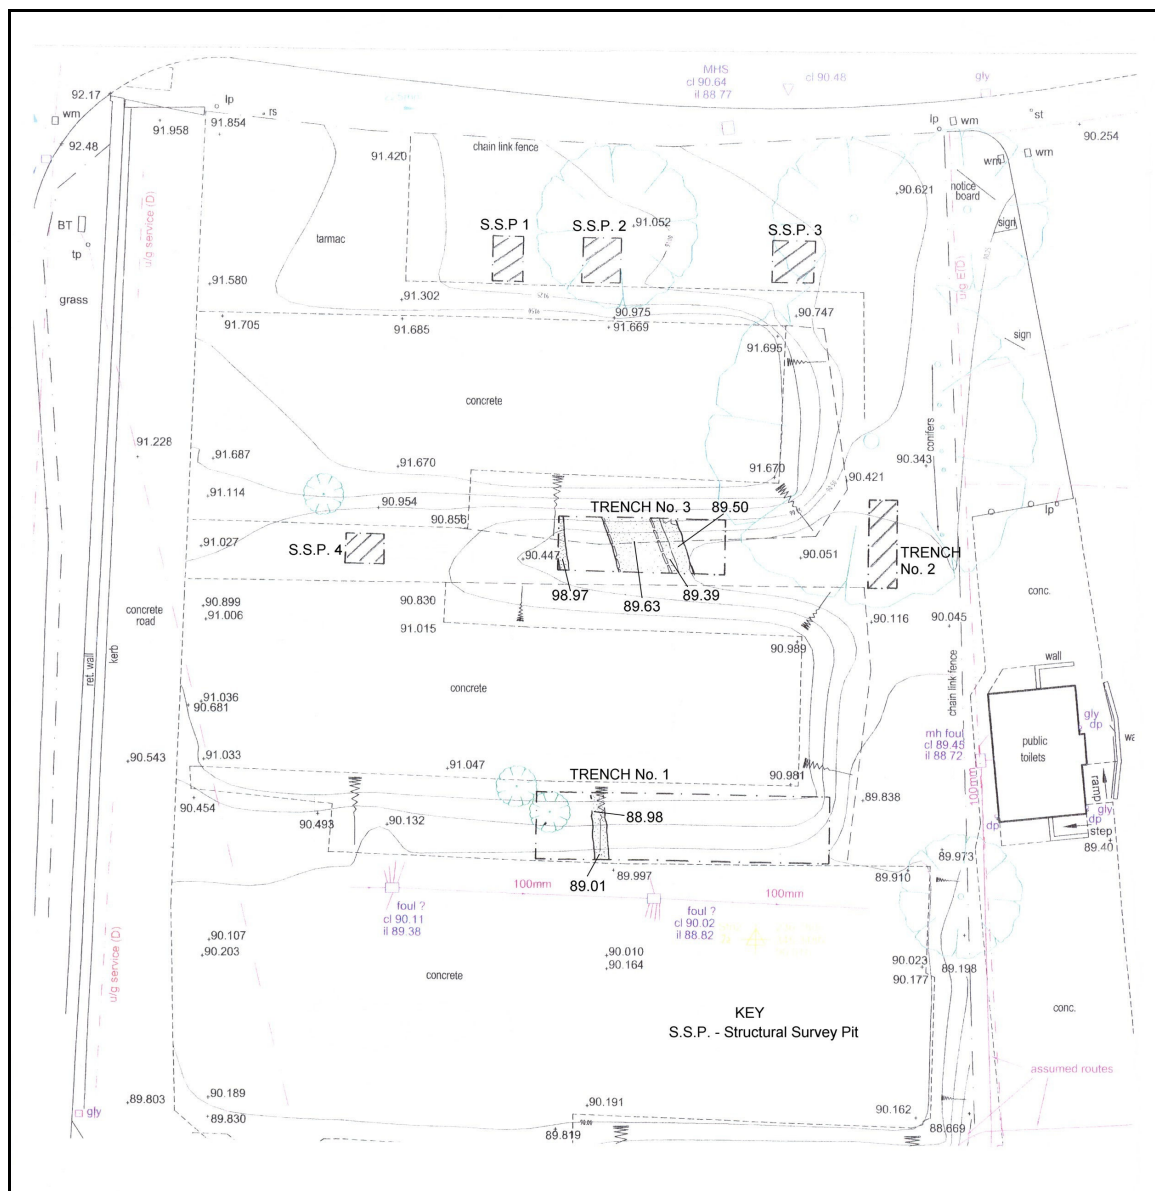 MHS
cl 90.64
il 88.77
cl 90.48
gly
92.17
lp
rs
wm
91.958
91.854
92.48
lp
wm
st
90.254
chain link fence
91.420
wm
wm
90.621
notice
board
u/g service (D)
BT
tp
S.S.P 1
S.S.P. 2
91.052
S.S.P. 3
sign
tarmac
u/g E(D)
91.580
grass
91.302
90.975
90.747
91.705
91.685
91.669
sign
91.695
concrete
conifers
91.228
91.687
91.670
91.670
90.343
90.421
91.114
90.954
TRENCH No. 3
89.50
90.856
91.027
S.S.P. 4
90.447
90.051
TRENCH
No. 2
lp
98.97
89.63
89.39
conc.
concrete
road
90.899
91.006
90.830
91.015
90.116
90.045
90.989
ret. wall
kerb
wall
concrete
chain link fence
91.036
90.681
gly
dp
wa
mh foul
cl 89.45
il 88.72
public
toilets
90.543
91.033
91.047
TRENCH No. 1
90.981
100mm
ramp
90.454
90.493
90.132
88.98
89.838
gly
dp
dp
step
89.40
89.973
89.910
89.01
89.997
100mm
100mm
foul ?
cl 90.11
il 89.38
foul ?
cl 90.02
il 88.82
90.107
90.203
u/g service (D)
concrete
90.010
90.164
90.023
90.177
89.198
KEY
S.S.P. - Structural Survey Pit
conc.
assumed routes
89.803
gly
90.189
89.830
90.191
89.819
90.162
88.669